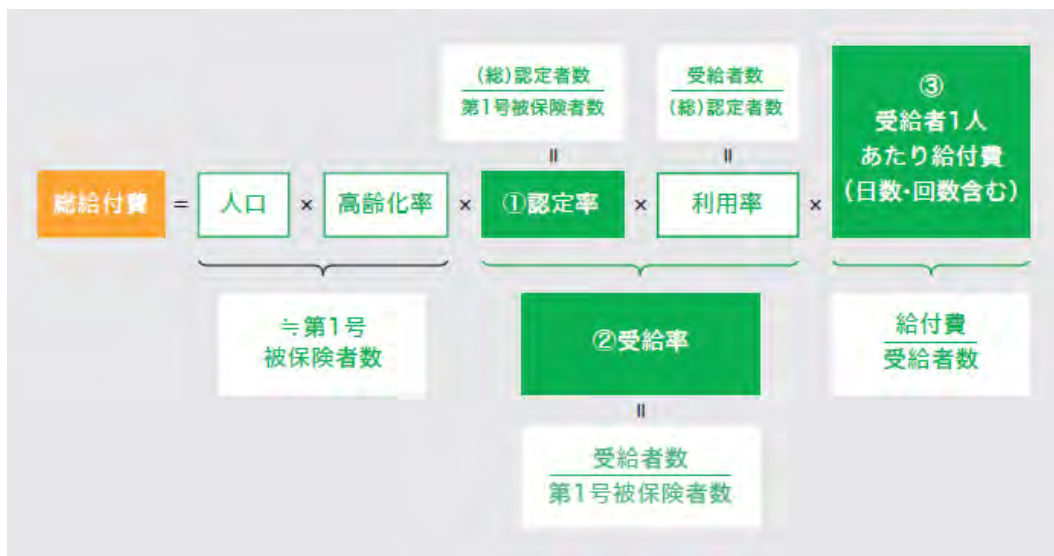 (総)認定者数
第1号被保険者数
受給者数
(総)認定者数
③
受給者1人
あたり給付費
(日数・回数含む)
॥
॥
総給付費 = 人口 × 高齢化率 × ①認定率 × 利用率 ×
≒第1号
被保険者数
②受給率
給付費
受給者数
॥
受給者数
第1号被保険者数